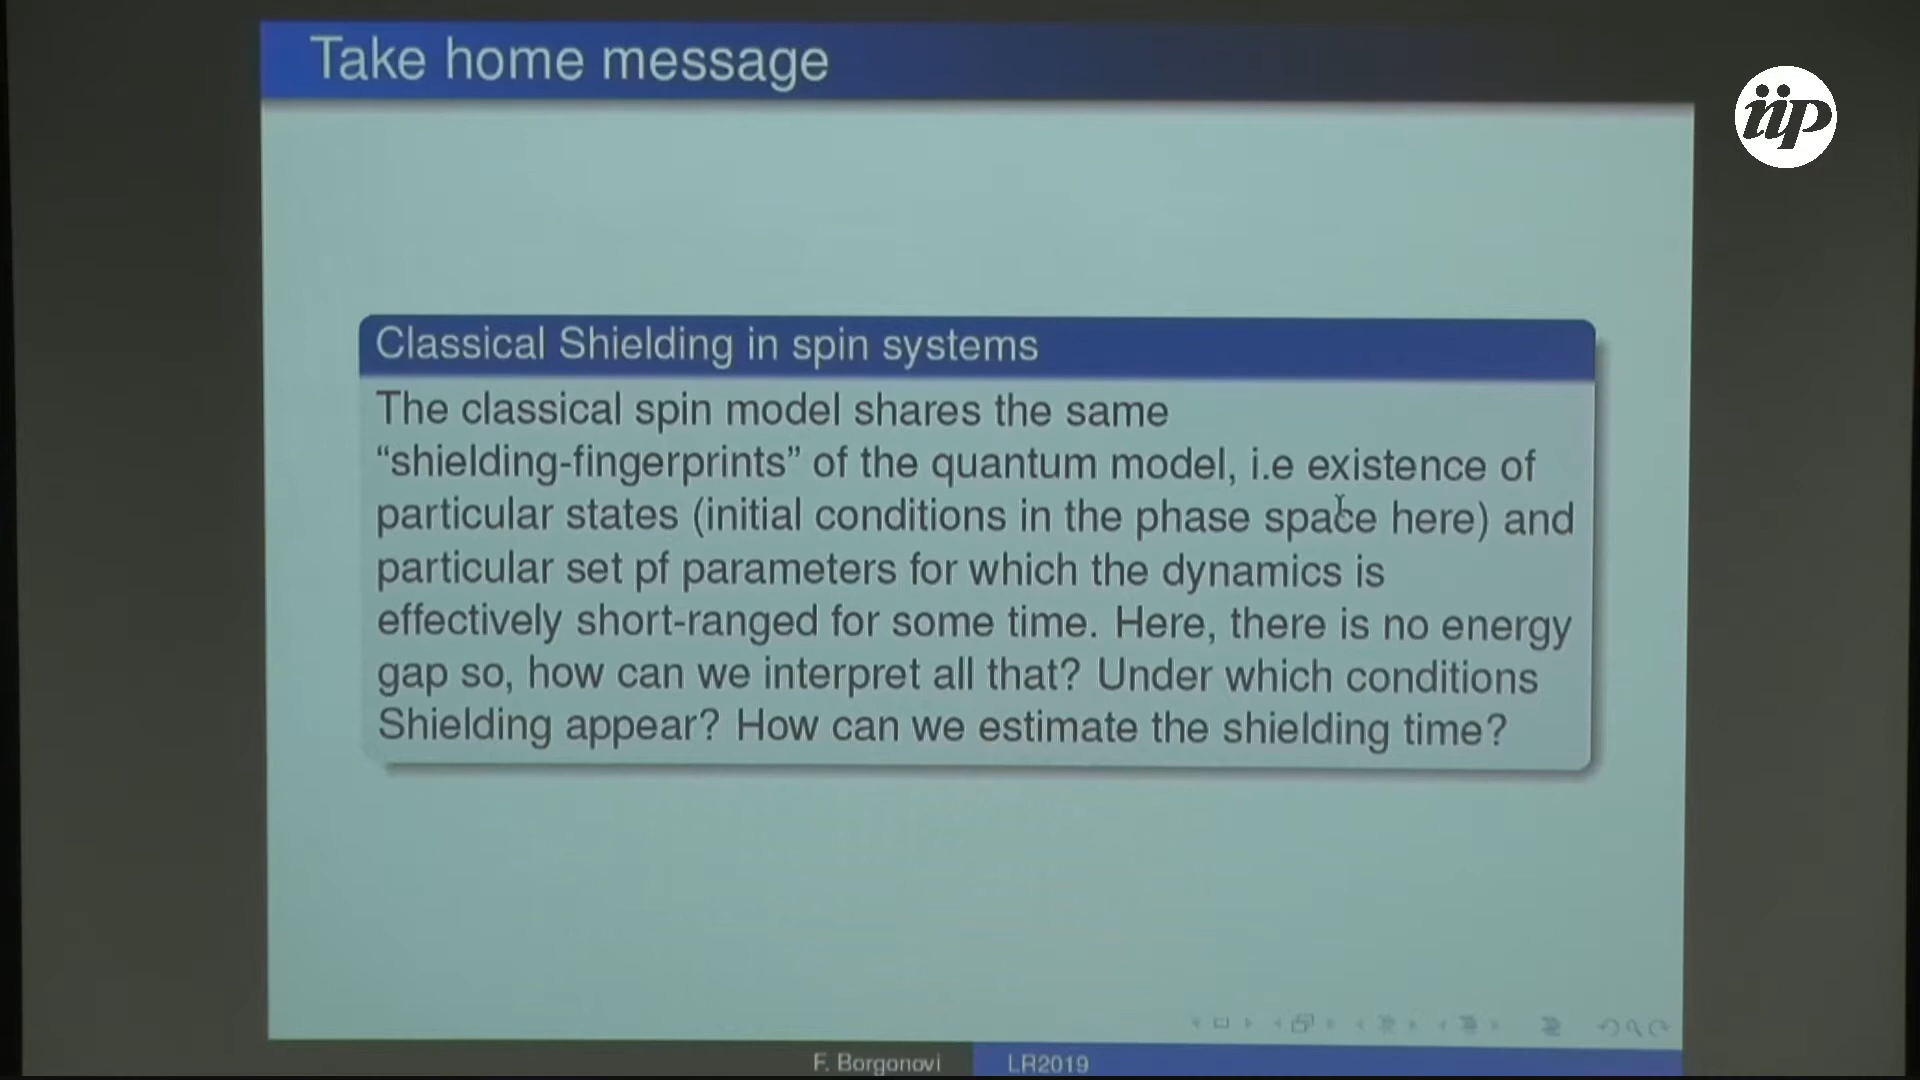 Take home message
iip
Classical Shielding in spin systems
The classical spin model shares the same
“shielding-fingerprints” of the quantum model, i.e existence of
particular states (initial conditions in the phase space here) and
particular set pf parameters for which the dynamics is
effectively short-ranged for some time. Here, there is no energy
gap so, how can we interpret all that? Under which conditions
Shielding appear? How can we estimate the shielding time?
F. Borgonovi
LR2019